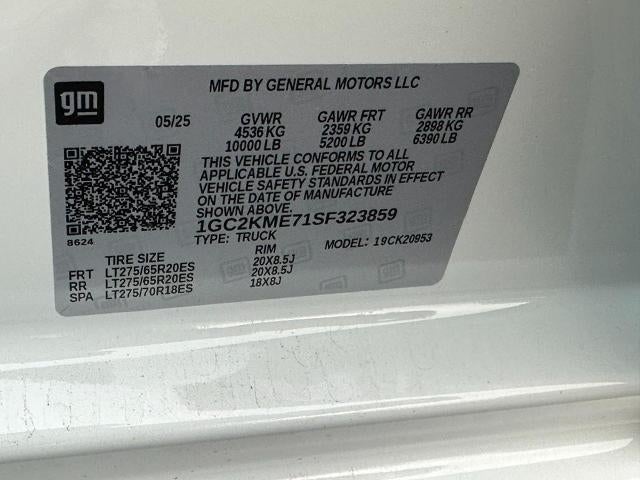 gm
MFD BY GENERAL MOTORS LLC
05/25 GVWR GAWR FRT GAWR RR
4536 KG 2359 KG 2898 KG
10000 LB 5200 LB 6390 LB
THIS VEHICLE CONFORMS TO ALL
APPLICABLE U.S. FEDERAL MOTOR
VEHICLE SAFETY STANDARDS IN EFFECT
ON THE DATE OF MANUFACTURE
SHOWN ABOVE.
1GC2KME71SF323859
8624
TYPE: TRUCK MODEL: 19CK20953
TIRE SIZE RIM
FRT LT275/65R20ES 20X8.5J
RR LT275/65R20ES 20X8.5J
SPA LT275/70R18ES 18X8J